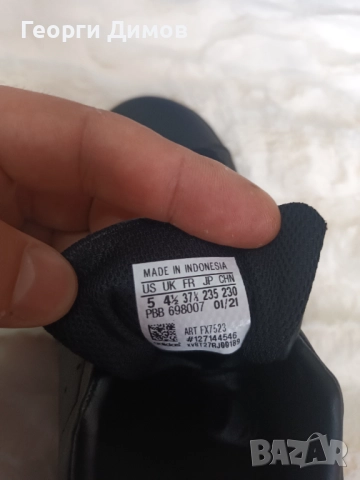 Георги Димов
MADE IN INDONESIA
US UK FR JP CHN
5 4½ 37⅓ 235 230
PBB 698007 01/21
ART FX7523
#127144546
BAZAR